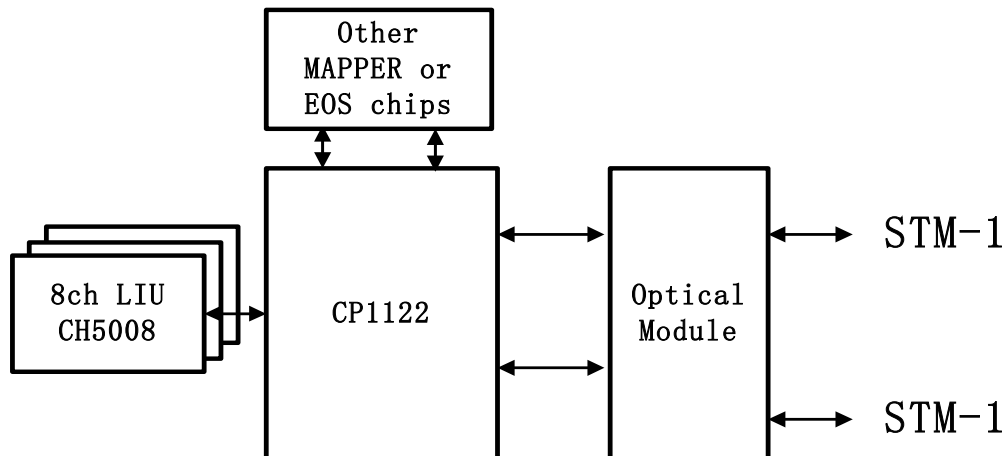 Other
MAPPER or
EOS chips
STM-1
8ch LIU
CH5008
CP1122
Optical
Module
STM-1